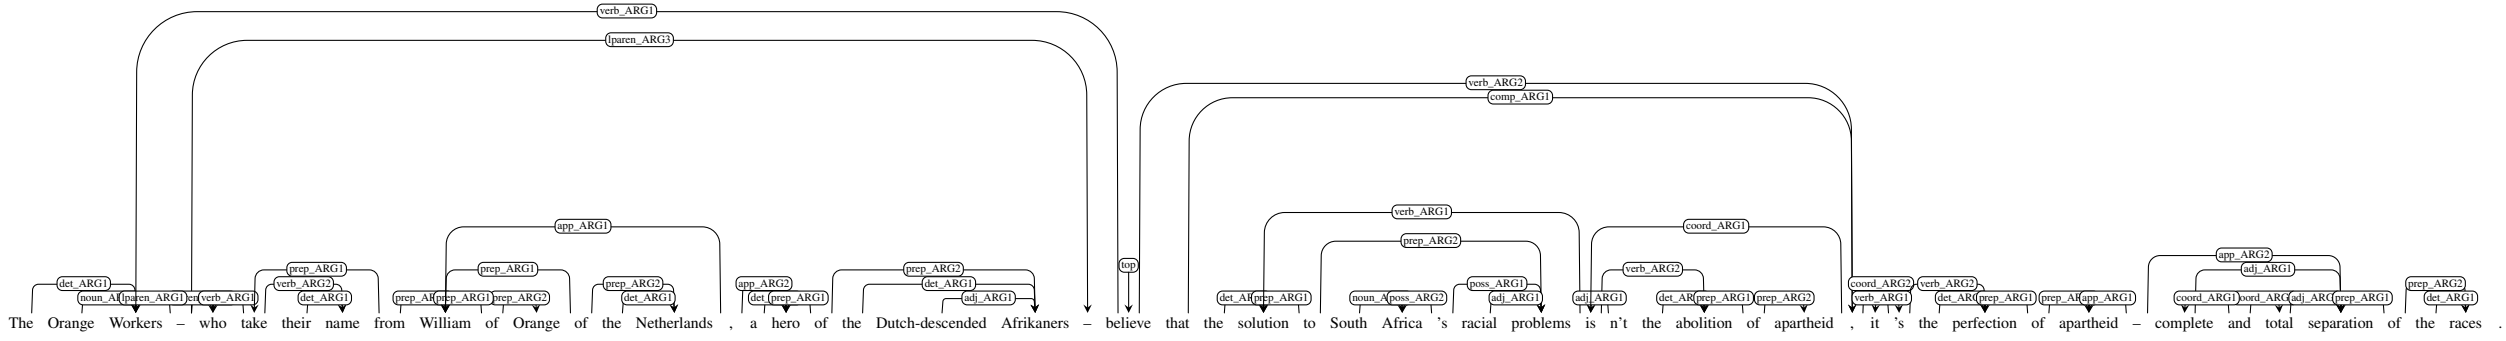 verb_ARG1
lparen_ARG3
verb_ARG2
comp_ARG1
verb_ARG1
app_ARG1 coord_ARG1
prep_ARG2
app_ARG2
top
prep_ARG1 prep_ARG1 prep_ARG2 verb_ARG2 adj_ARG1
det_ARG1 verb_ARG2 prep_ARG2 app_ARG2 det_ARG1 poss_ARG1 coord_ARG2 verb_ARG2 prep_ARG2
lparen_ARG1 verb_ARG1 det_ARG1 prep_ARG1 prep_ARG2 det_ARG1 prep_ARG1 adj_ARG1 prep_ARG1 poss_ARG2 adj_ARG1 adj_ARG1 prep_ARG1 prep_ARG2 verb_ARG1 prep_ARG1 app_ARG1 coord_ARG1 prep_ARG1 det_ARG1
The Orange Workers – who take their name from William of Orange of the Netherlands , a hero of the Dutch-descended Afrikaners – believe that the solution to South Africa 's racial problems is n't the abolition of apartheid , it 's the perfection of apartheid – complete and total separation of the races .